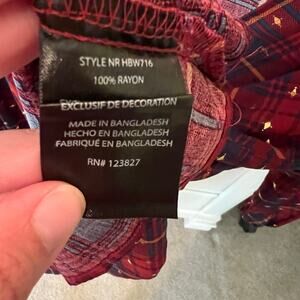 STYLE NR HBW716
100% RAYON
EXCLUSIF DE DECORATION
MADE IN BANGLADESH
HECHO EN BANGLADESH
FABRIQUÉ EN BANGLADESH
RN# 123827